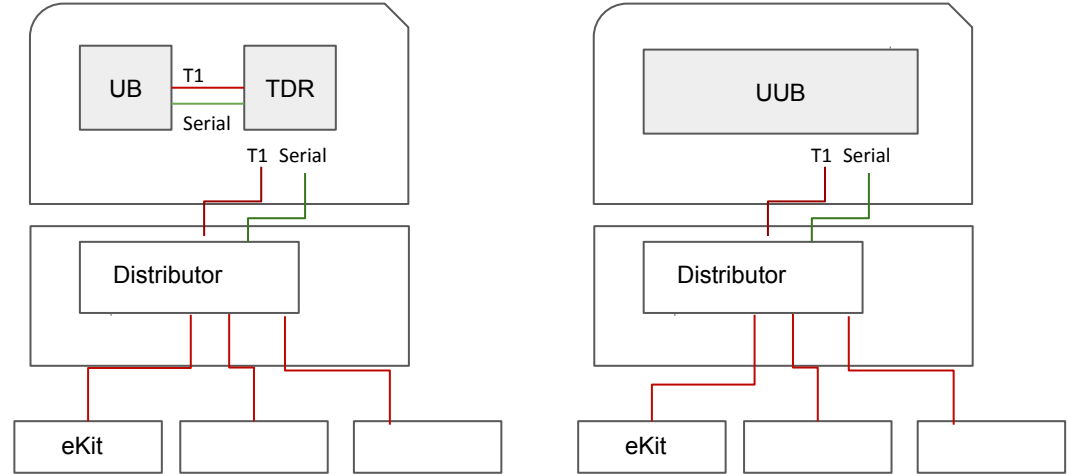 UB
T1
TDR
Serial
T1 Serial
Distributor
eKit
UUB
T1 Serial
Distributor
eKit